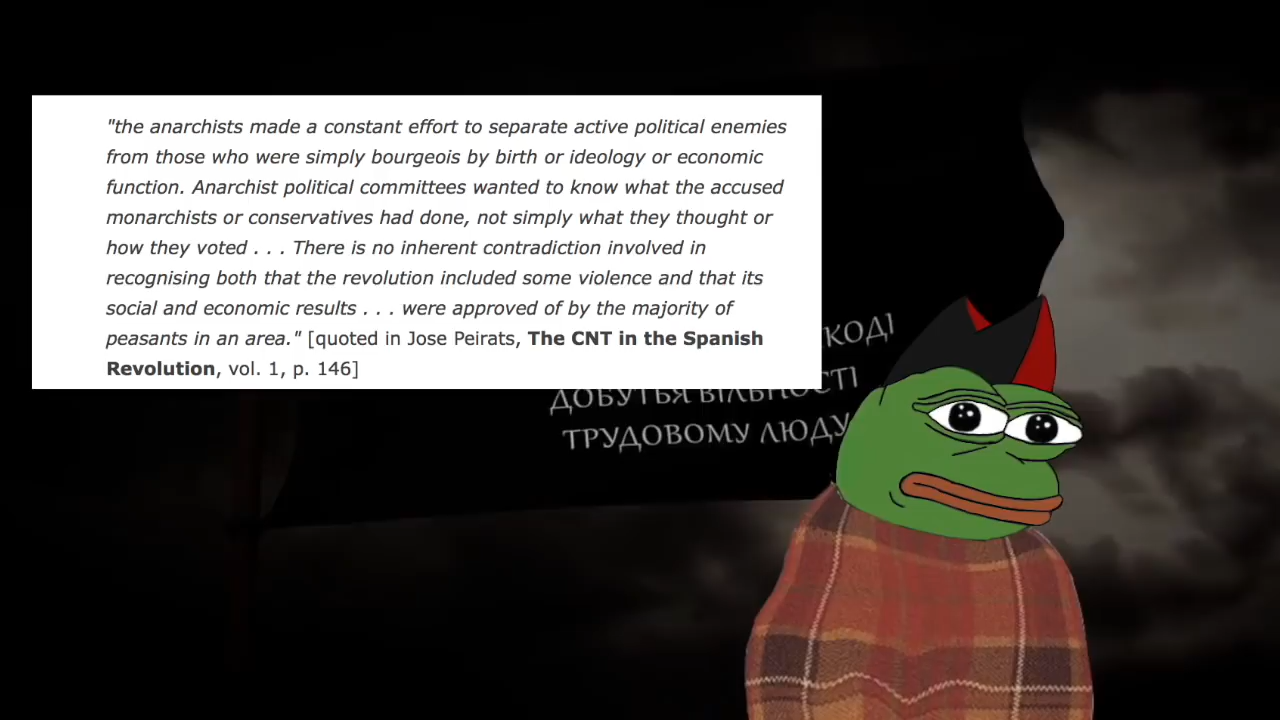 "the anarchists made a constant effort to separate active political enemies
from those who were simply bourgeois by birth or ideology or economic
function. Anarchist political committees wanted to know what the accused
monarchists or conservatives had done, not simply what they thought or
how they voted . . . There is no inherent contradiction involved in
recognising both that the revolution included some violence and that its
social and economic results . . . were approved of by the majority of
peasants in an area." [quoted in Jose Peirats, The CNT in the Spanish
Revolution, vol. 1, p. 146]
ДОБУТЬЯ ВІЛЬНОСТІ
ТРУДОВОМУ ЛЮДУ